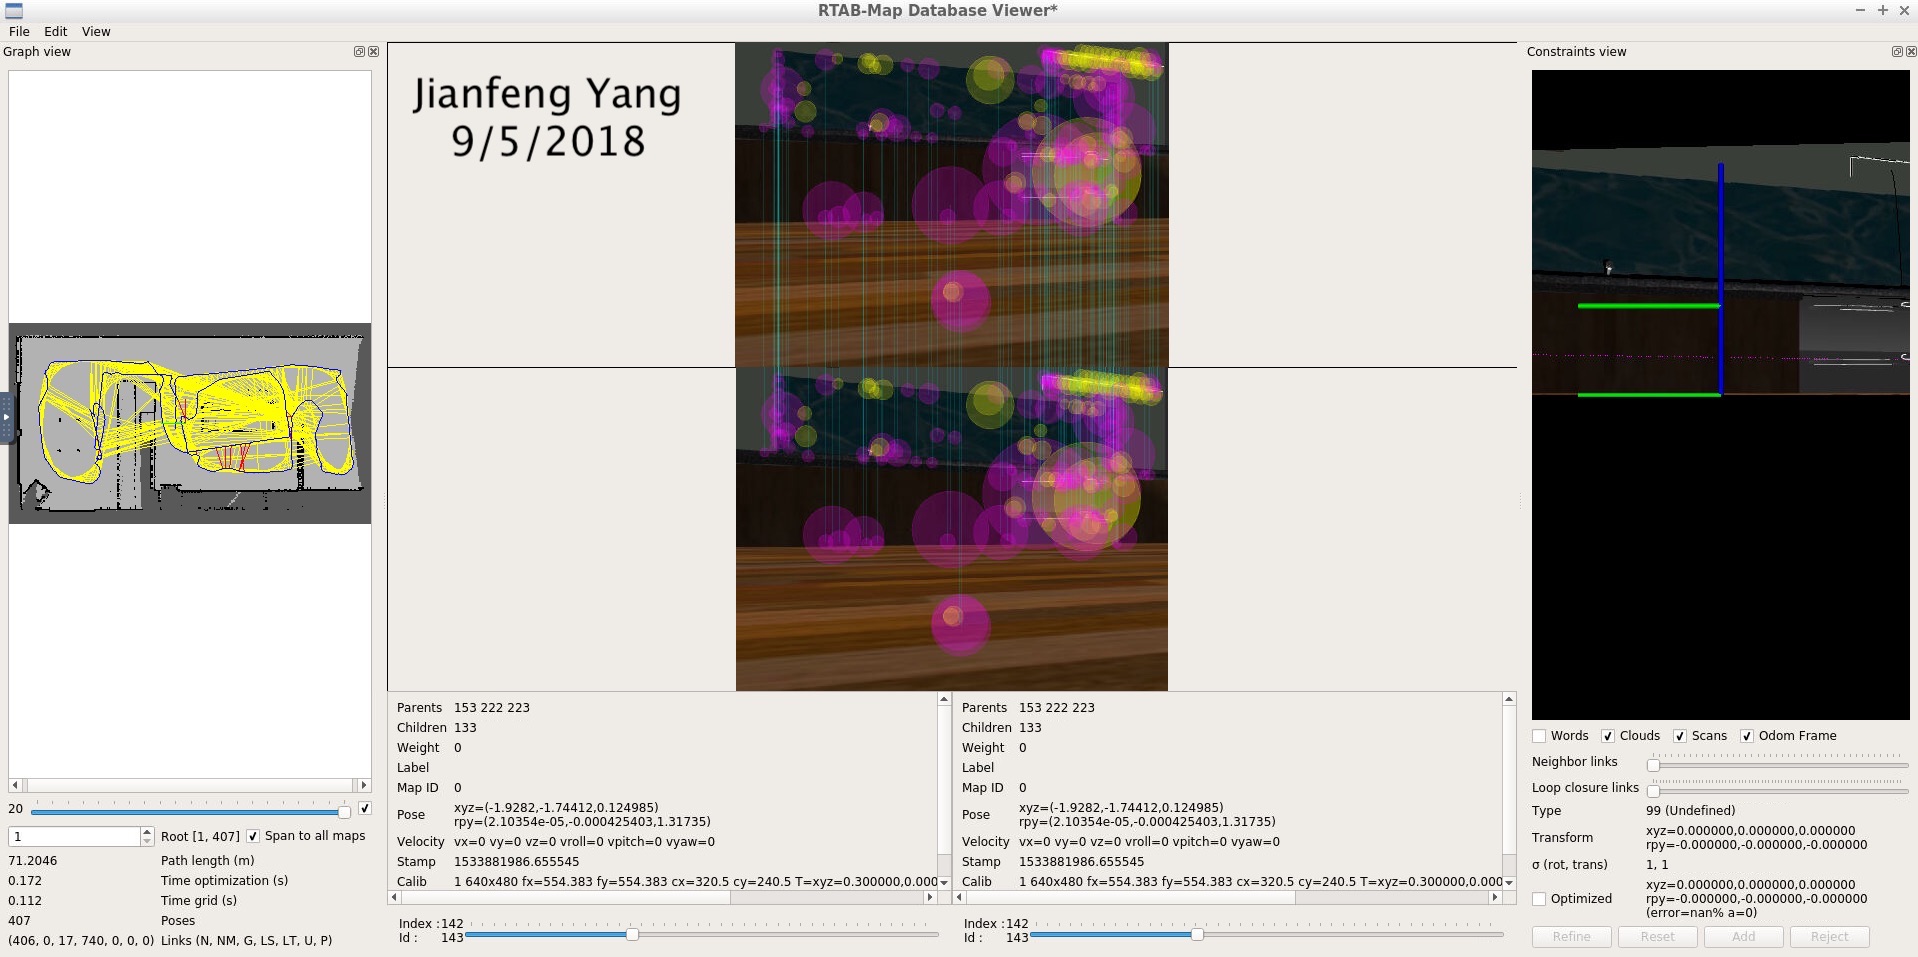 RTAB-Map Database Viewer*
File Edit View
Graph view
Constraints view
Jianfeng Yang
9/5/2018
20
1 Root [1, 407] Span to all maps
71.2046 Path length (m)
0.172 Time optimization (s)
0.112 Time grid (s)
407 Poses
(406, 0, 17, 740, 0, 0, 0) Links (N, NM, G, LS, LT, U, P)
Parents 153 222 223
Children 133
Weight 0
Label
Map ID 0
Pose xyz=(-1.9282,-1.74412,0.124985)
rpy=(2.10354e-05,-0.000425403,1.31735)
Velocity vx=0 vy=0 vz=0 vroll=0 vpitch=0 vyaw=0
Stamp 1533881986.655545
Calib 1 640x480 fx=554.383 fy=554.383 cx=320.5 cy=240.5 T=xyz=0.300000,0.000
Index : 142
Id : 143
Parents 153 222 223
Children 133
Weight 0
Label
Map ID 0
Pose xyz=(-1.9282,-1.74412,0.124985)
rpy=(2.10354e-05,-0.000425403,1.31735)
Velocity vx=0 vy=0 vz=0 vroll=0 vpitch=0 vyaw=0
Stamp 1533881986.655545
Calib 1 640x480 fx=554.383 fy=554.383 cx=320.5 cy=240.5 T=xyz=0.300000,0.000
Index : 142
Id : 143
Words Clouds Scans Odom Frame
Neighbor links
Loop closure links
Type 99 (Undefined)
Transform xyz=0.000000,0.000000,0.000000
rpy=-0.000000,-0.000000,-0.000000
σ (rot, trans) 1, 1
Optimized xyz=0.000000,0.000000,0.000000
rpy=-0.000000,-0.000000,-0.000000
(error=nan% a=0)
Refine Reset Add Reject